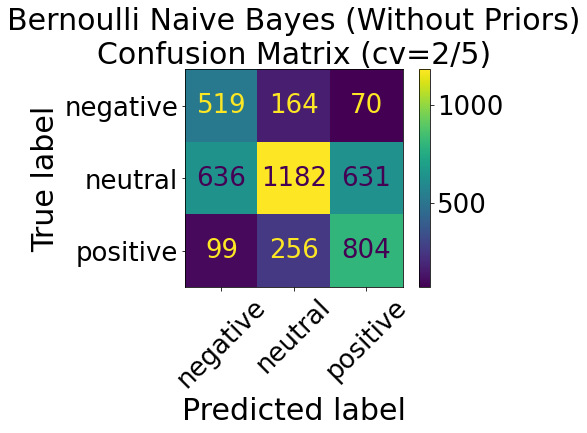 Bernoulli Naive Bayes (Without Priors)
Confusion Matrix (cv=2/5)
True label
negative 519 164 70
neutral 636 1182 631
positive 99 256 804
negative neutral positive
Predicted label
1000
500